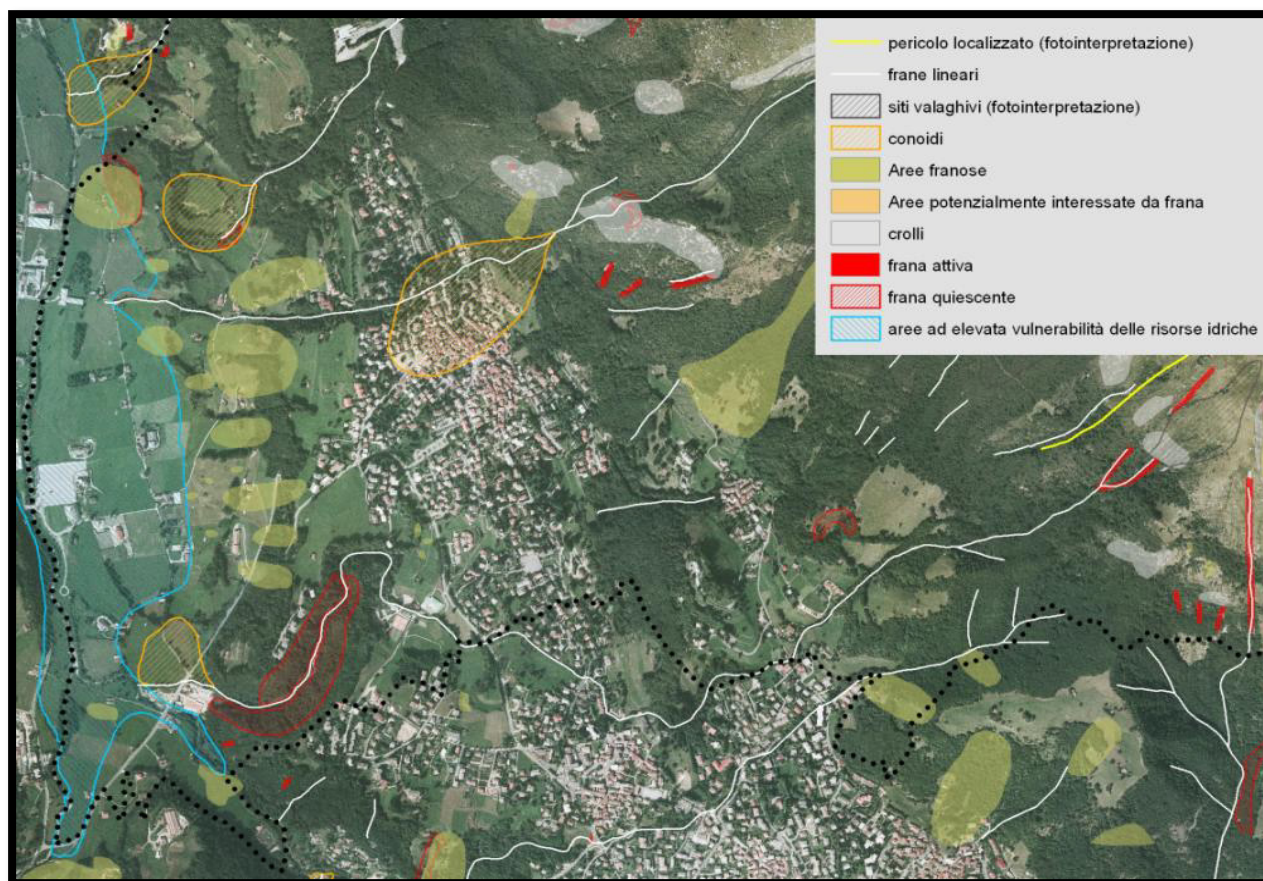 pericolo localizzato (fotointerpretazione)
frane lineari
siti valaghivi (fotointerpretazione)
conoidi
Aree franose
Aree potenzialmente interessate da frana
crolli
frana attiva
frana quiescente
aree ad elevata vulnerabilità delle risorse idriche